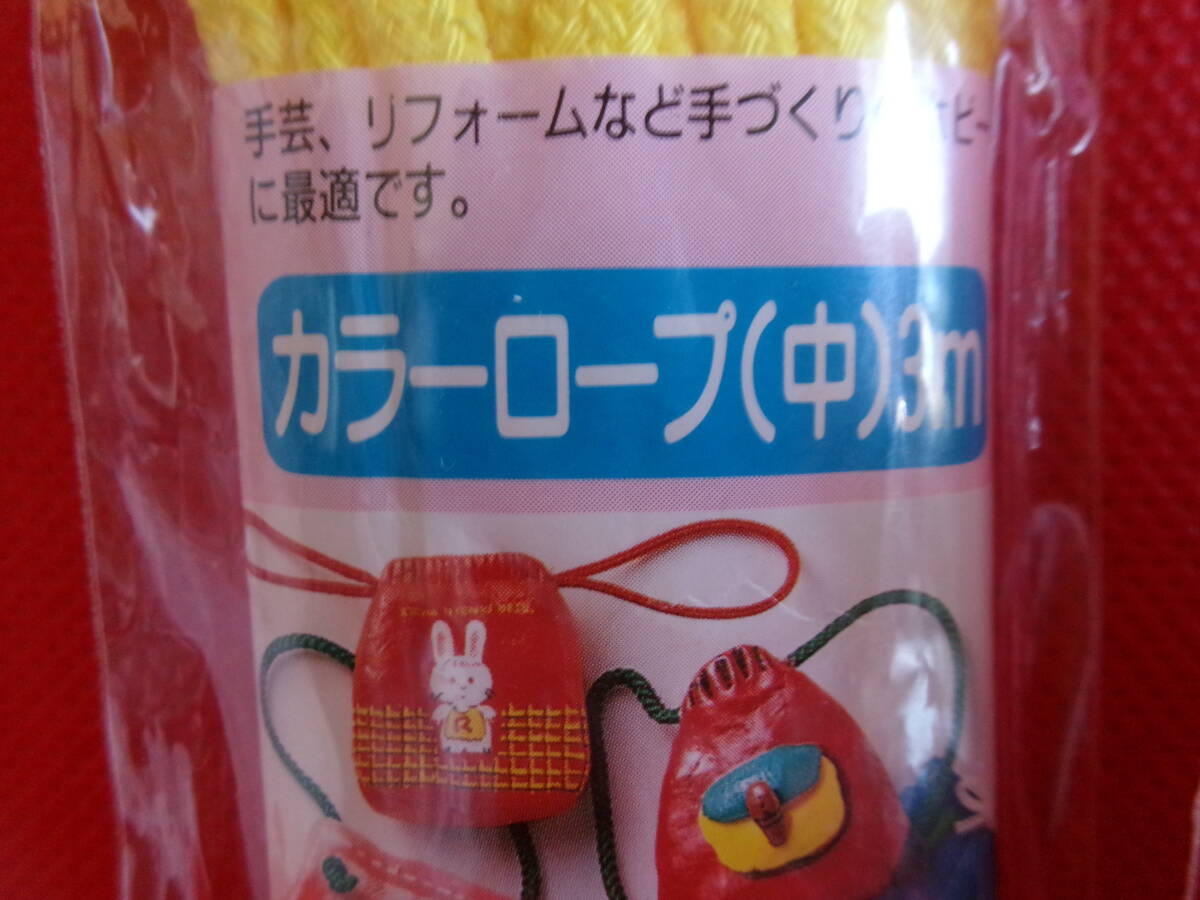 手芸、リフォームなど手づくり
に最適です。
カラーロープ(中)3m
R